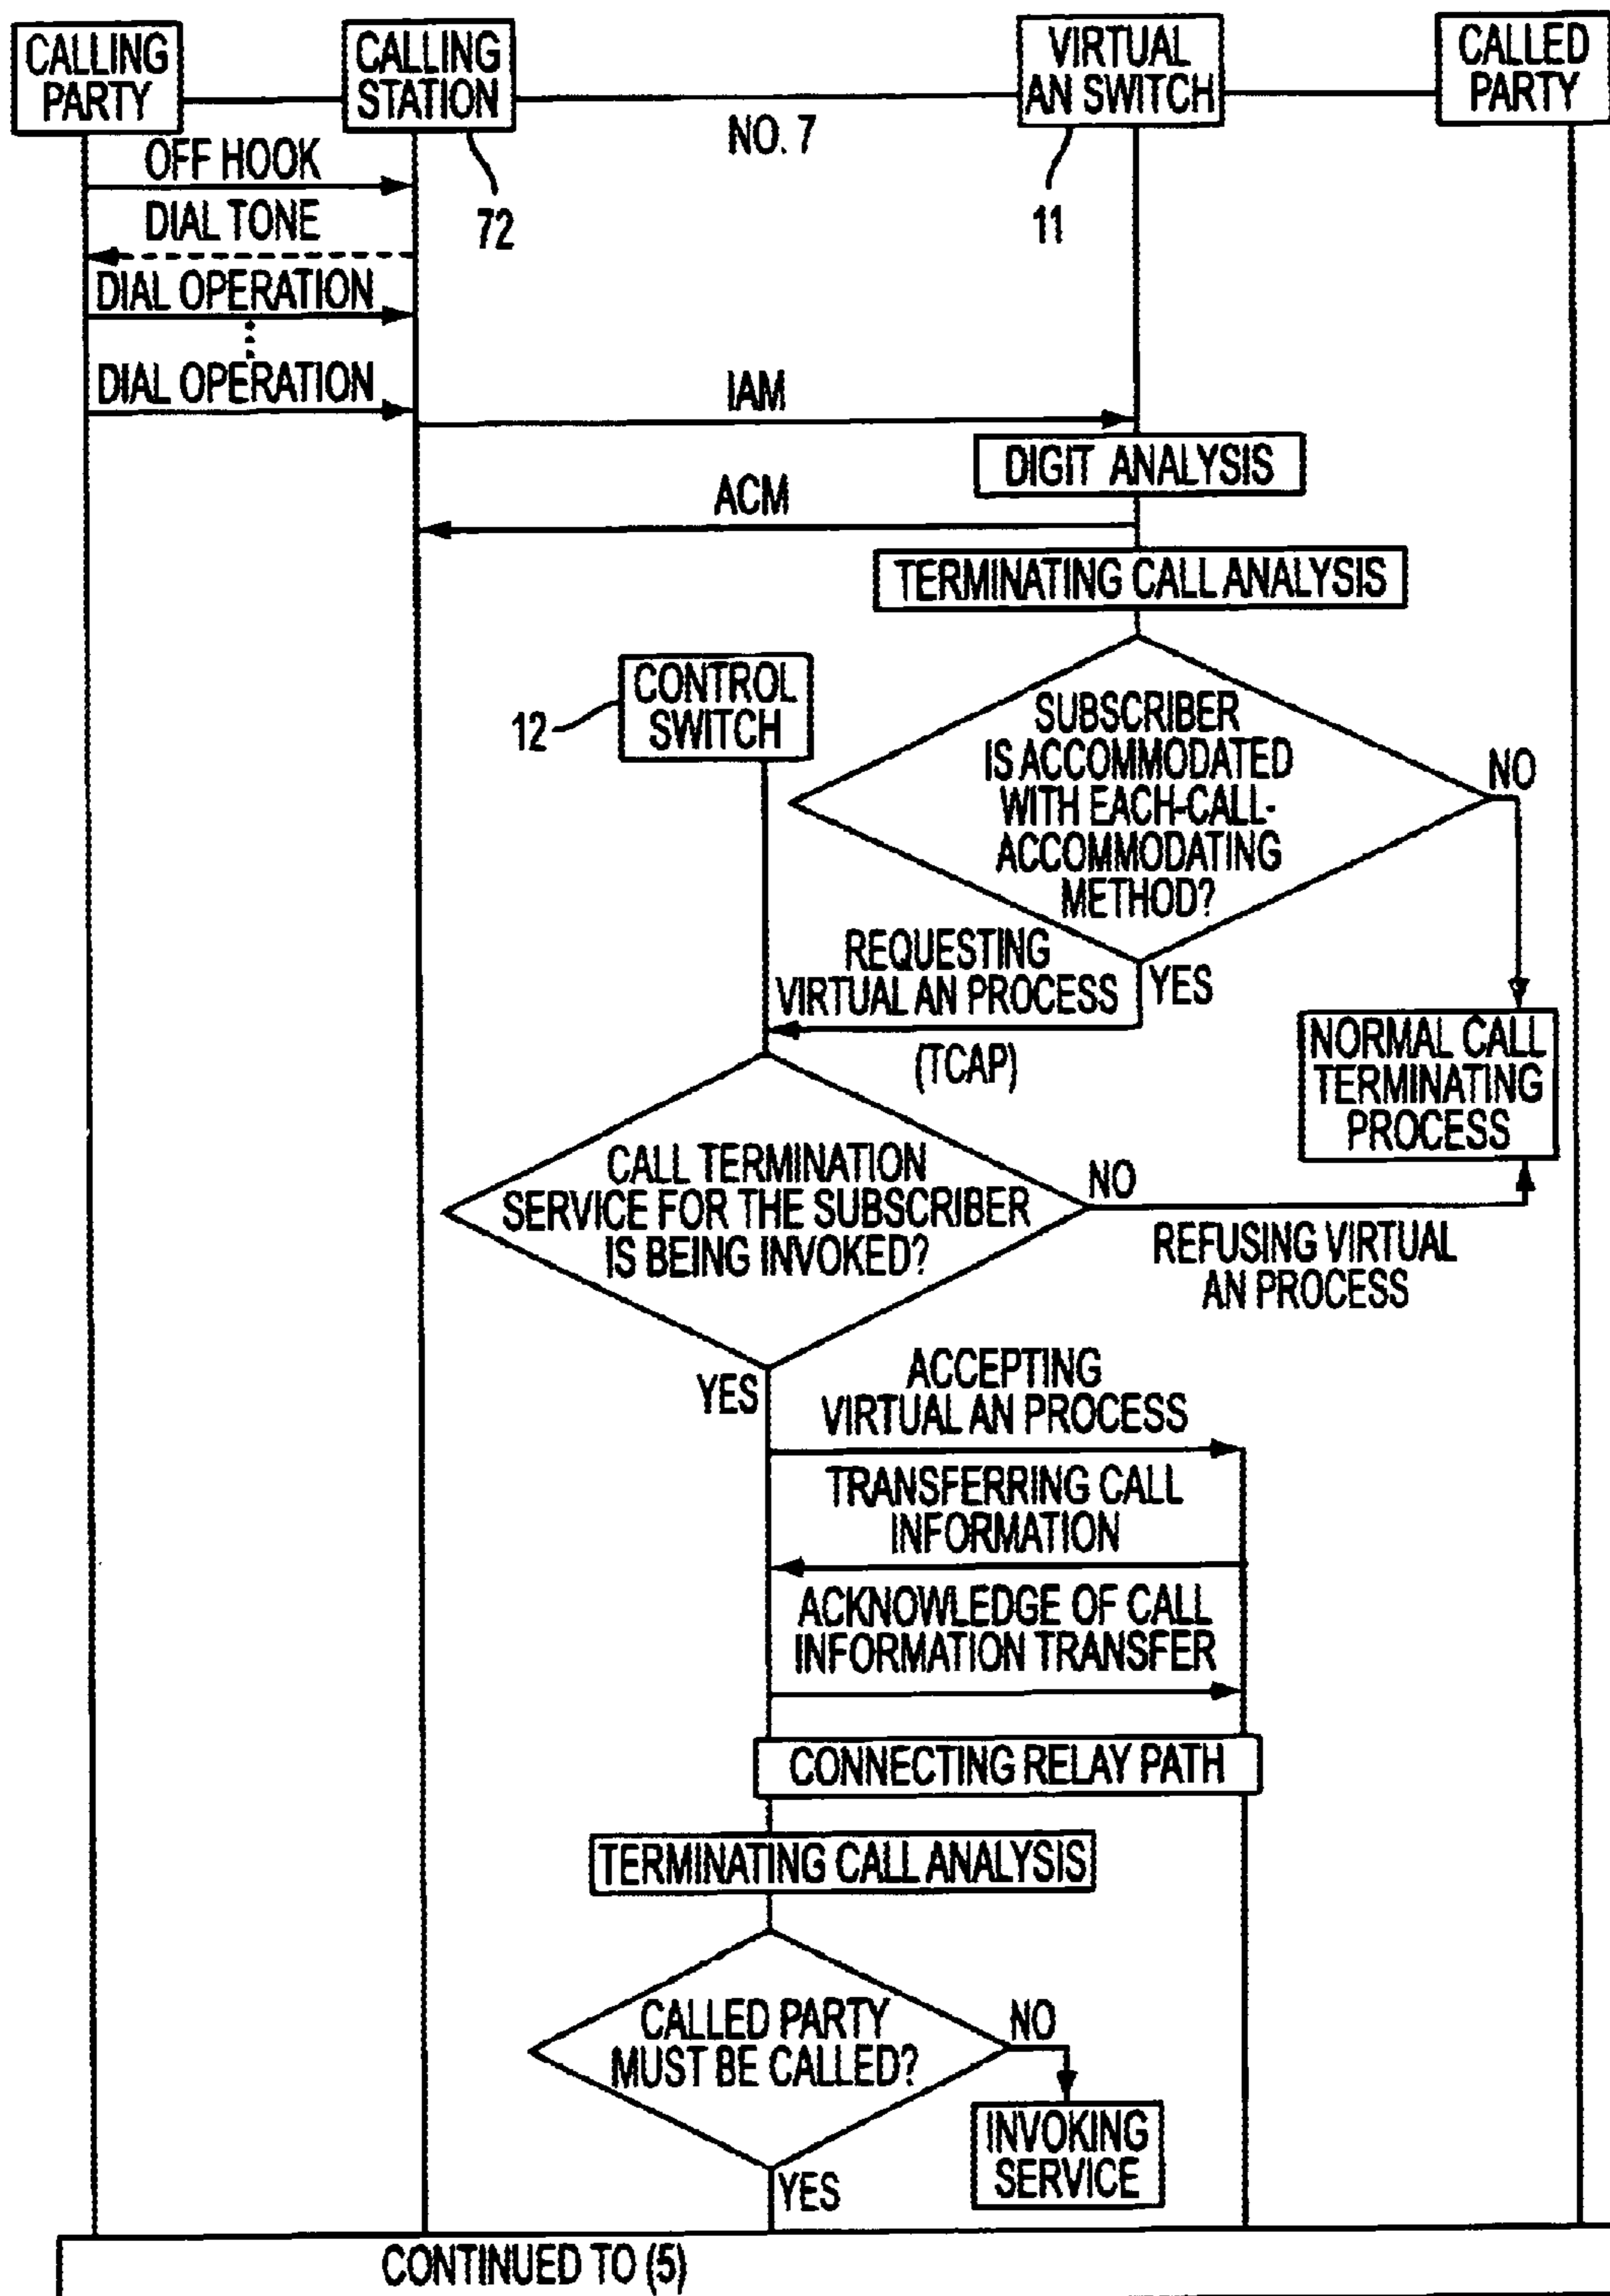 CALLING
PARTY
CALLING
STATION
VIRTUAL
AN SWITCH
CALLED
PARTY
NO. 7
OFF HOOK
72
11
DIAL TONE
DIAL OPERATION
DIAL OPERATION
IAM
DIGIT ANALYSIS
ACM
TERMINATING CALL ANALYSIS
CONTROL
SWITCH
12
SUBSCRIBER
IS ACCOMMODATED
WITH EACH-CALL-
ACCOMMODATING
METHOD?
NO
YES
REQUESTING
VIRTUAL AN PROCESS
(TCAP)
NORMAL CALL
TERMINATING
PROCESS
CALL TERMINATION
SERVICE FOR THE SUBSCRIBER
IS BEING INVOKED?
NO
REFUSING VIRTUAL
AN PROCESS
YES
ACCEPTING
VIRTUAL AN PROCESS
TRANSFERRING CALL
INFORMATION
ACKNOWLEDGE OF CALL
INFORMATION TRANSFER
CONNECTING RELAY PATH
TERMINATING CALL ANALYSIS
CALLED PARTY
MUST BE CALLED?
NO
INVOKING
SERVICE
YES
CONTINUED TO (5)